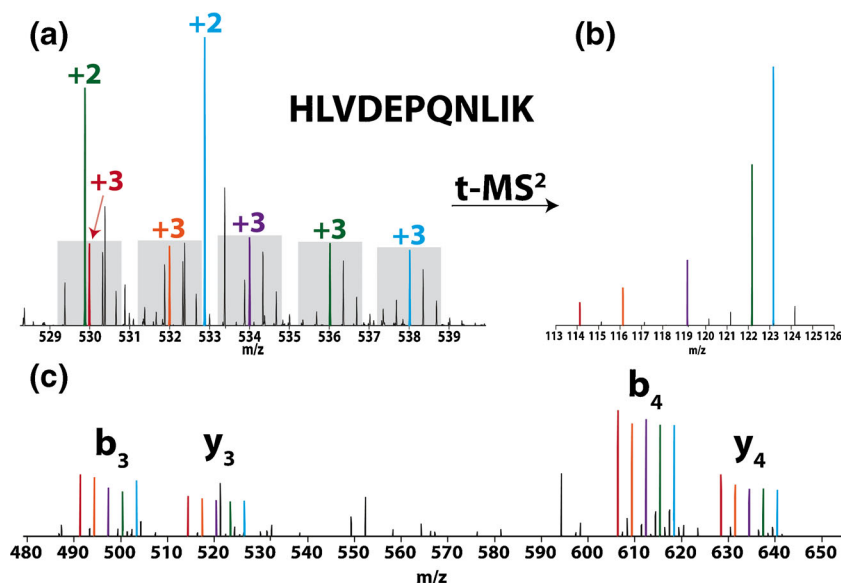 (a)
+2
+2
+3
+3
+3
+3
+3
529 530 531 532 533 534 535 536 537 538 539
m/z
HLVDEPQNLIK
t-MS²
(b)
113 114 115 116 117 118 119 120 121 122 123 124 125 126
m/z
(c)
b₃
y₃
b₄
y₄
480 490 500 510 520 530 540 550 560 570 580 590 600 610 620 630 640 650
m/z